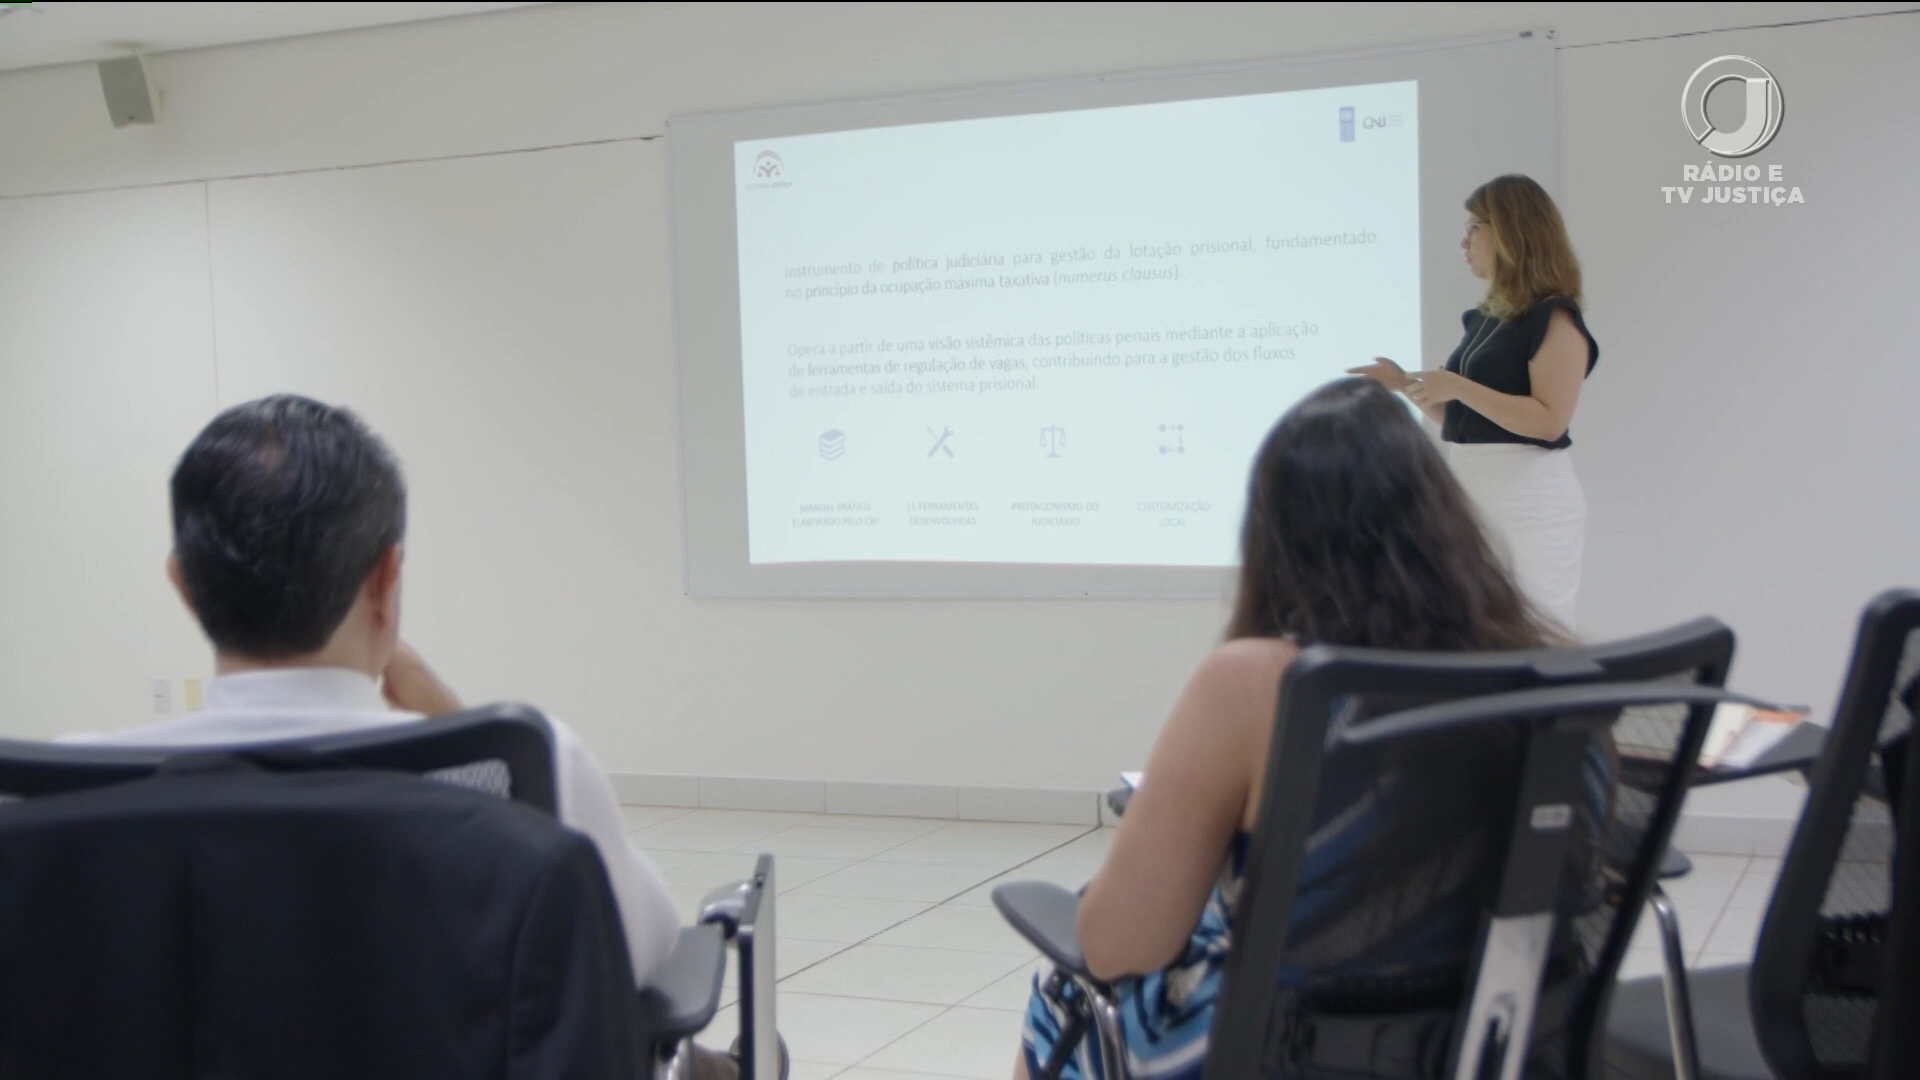 RÁDIO E
TV JUSTIÇA
CNJ
Instrumento de política judiciária para gestão da lotação prisional, fundamentado
no princípio da ocupação máxima taxativa (numerus clausus).
Opera a partir de uma visão sistêmica das políticas penais mediante a aplicação
de ferramentas de regulação de vagas, contribuindo para a gestão dos fluxos
de entrada e saída do sistema prisional.
MANUAL PRÁTICO
ELABORADO PELO CNJ
11 FERRAMENTAS
DESENVOLVIDAS
PROTAGONISMO DO
JUDICIÁRIO
CUSTOMIZAÇÃO
LOCAL